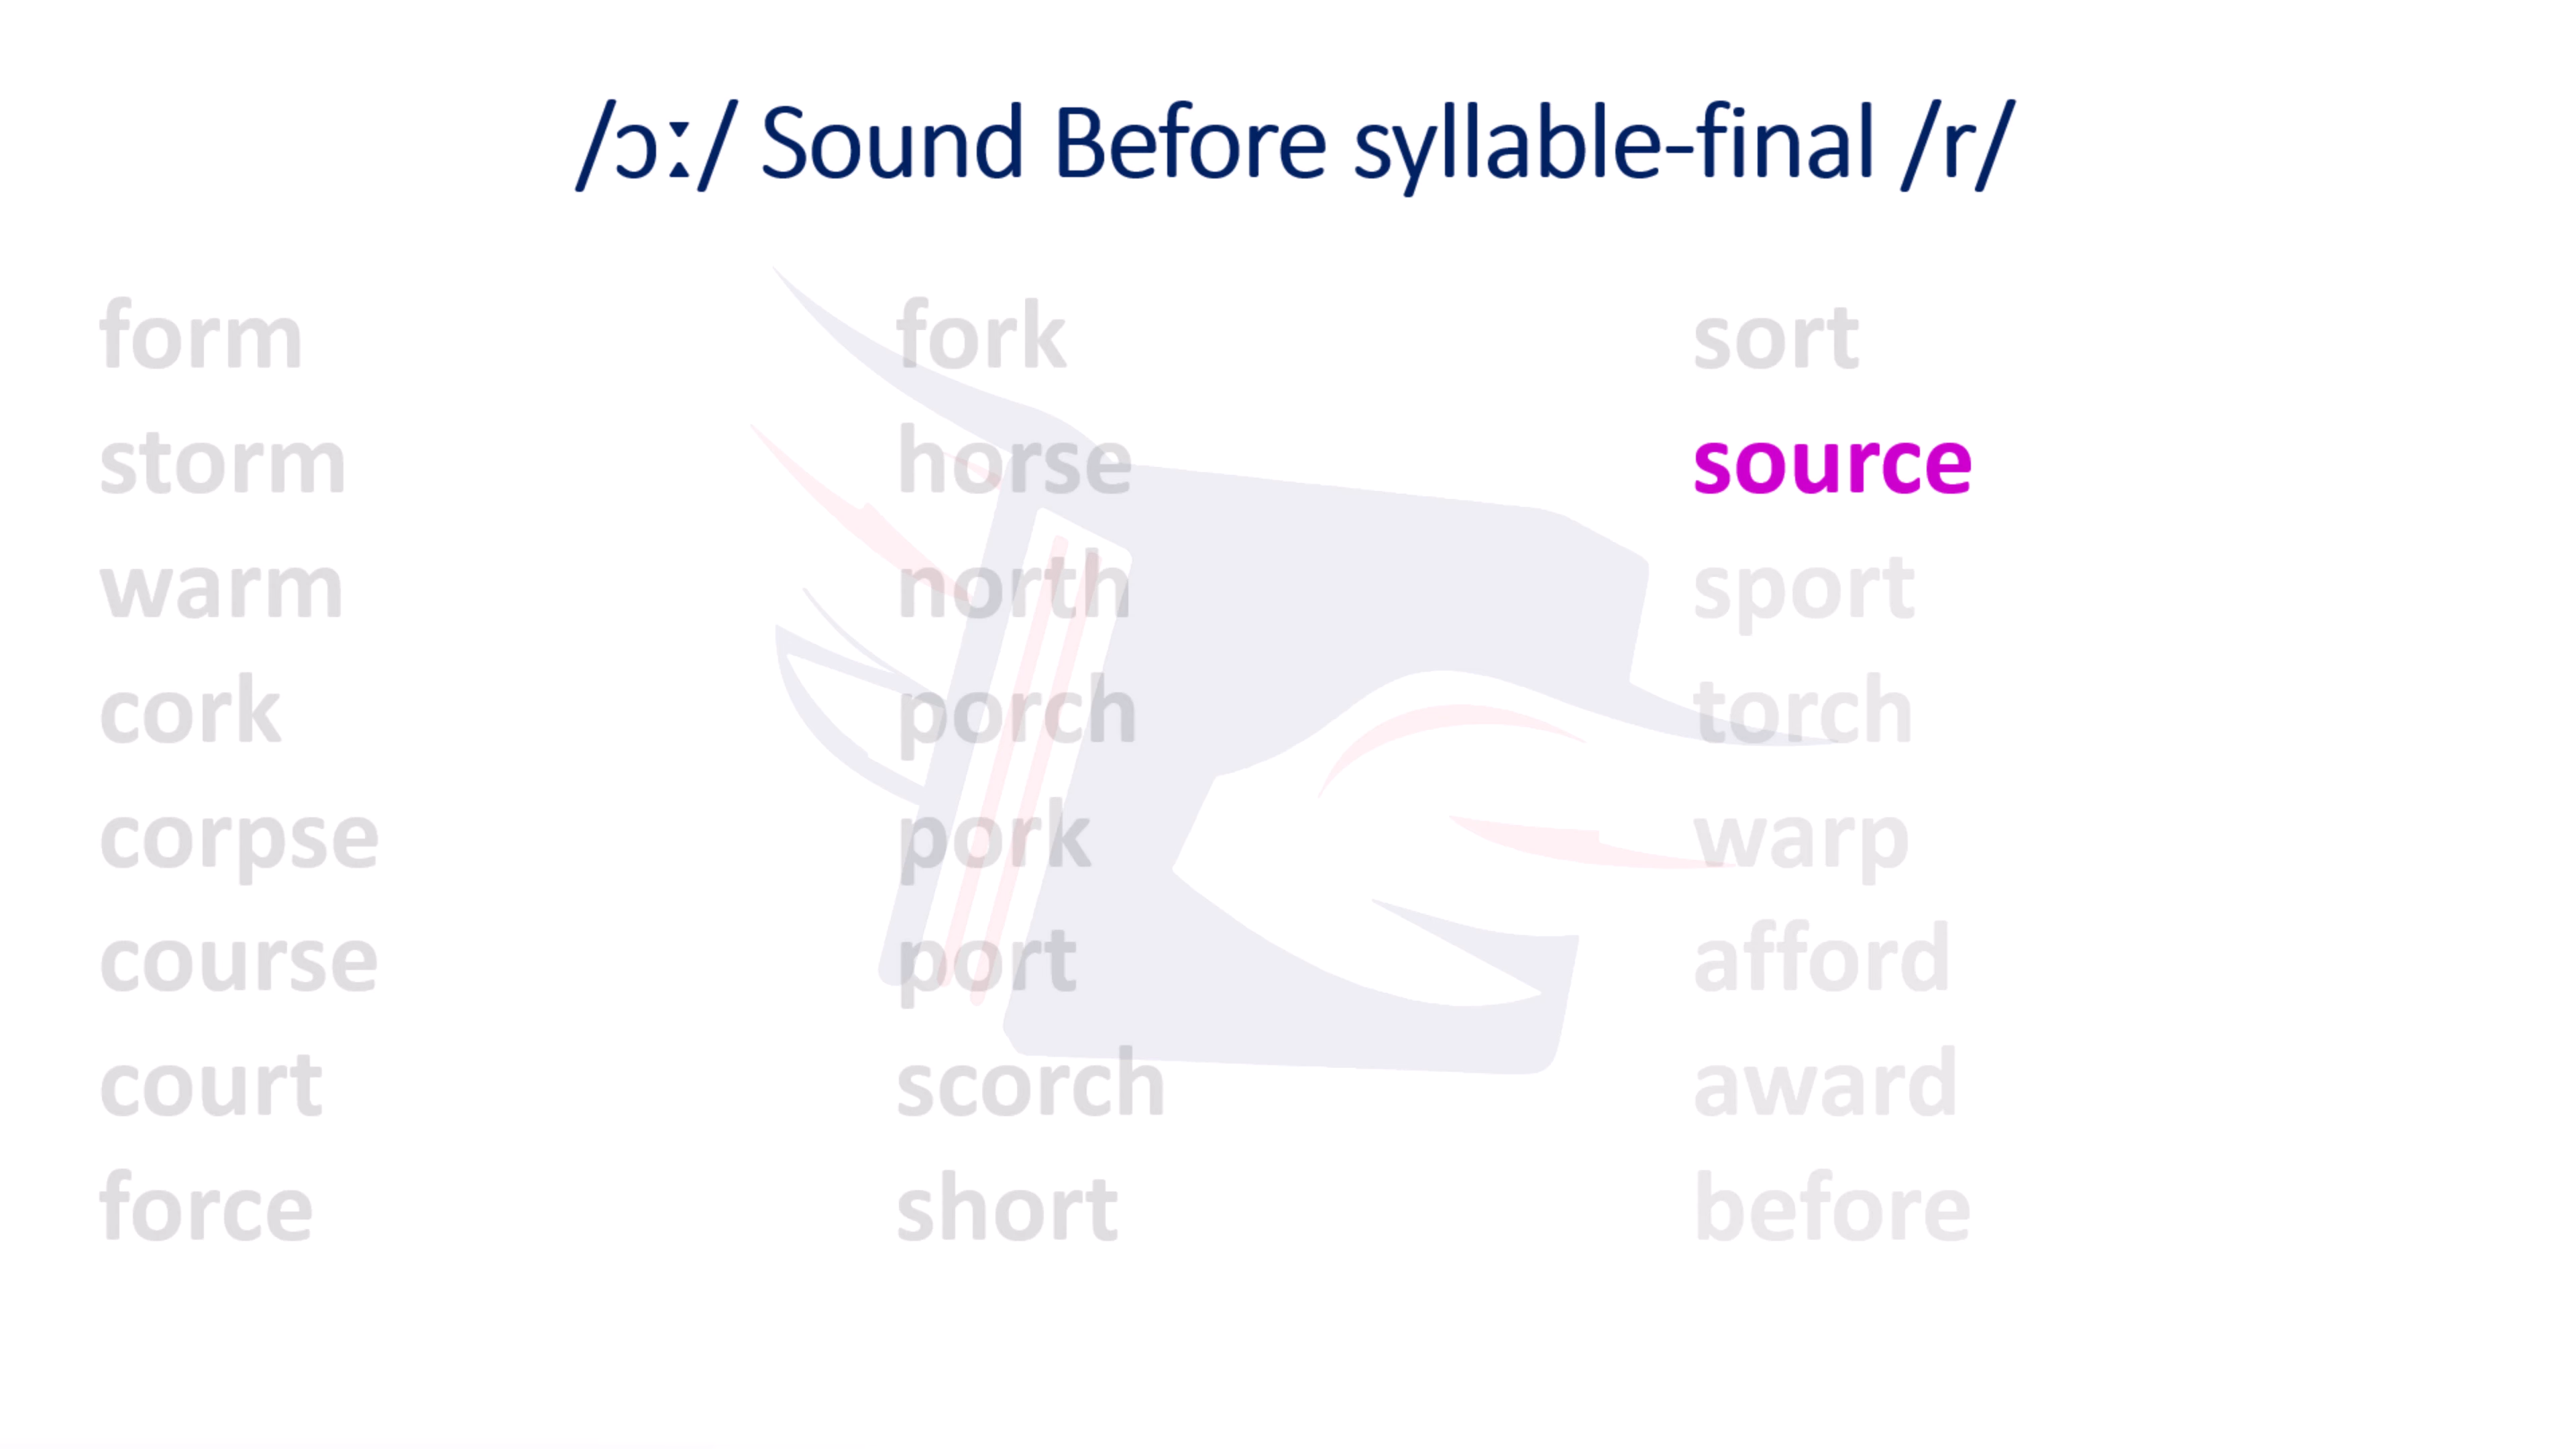 /ɔː/ Sound Before syllable-final /r/
form
storm
warm
cork
corpse
course
court
force
fork
horse
north
porch
pork
port
scorch
short
sort
source
sport
torch
warp
afford
award
before